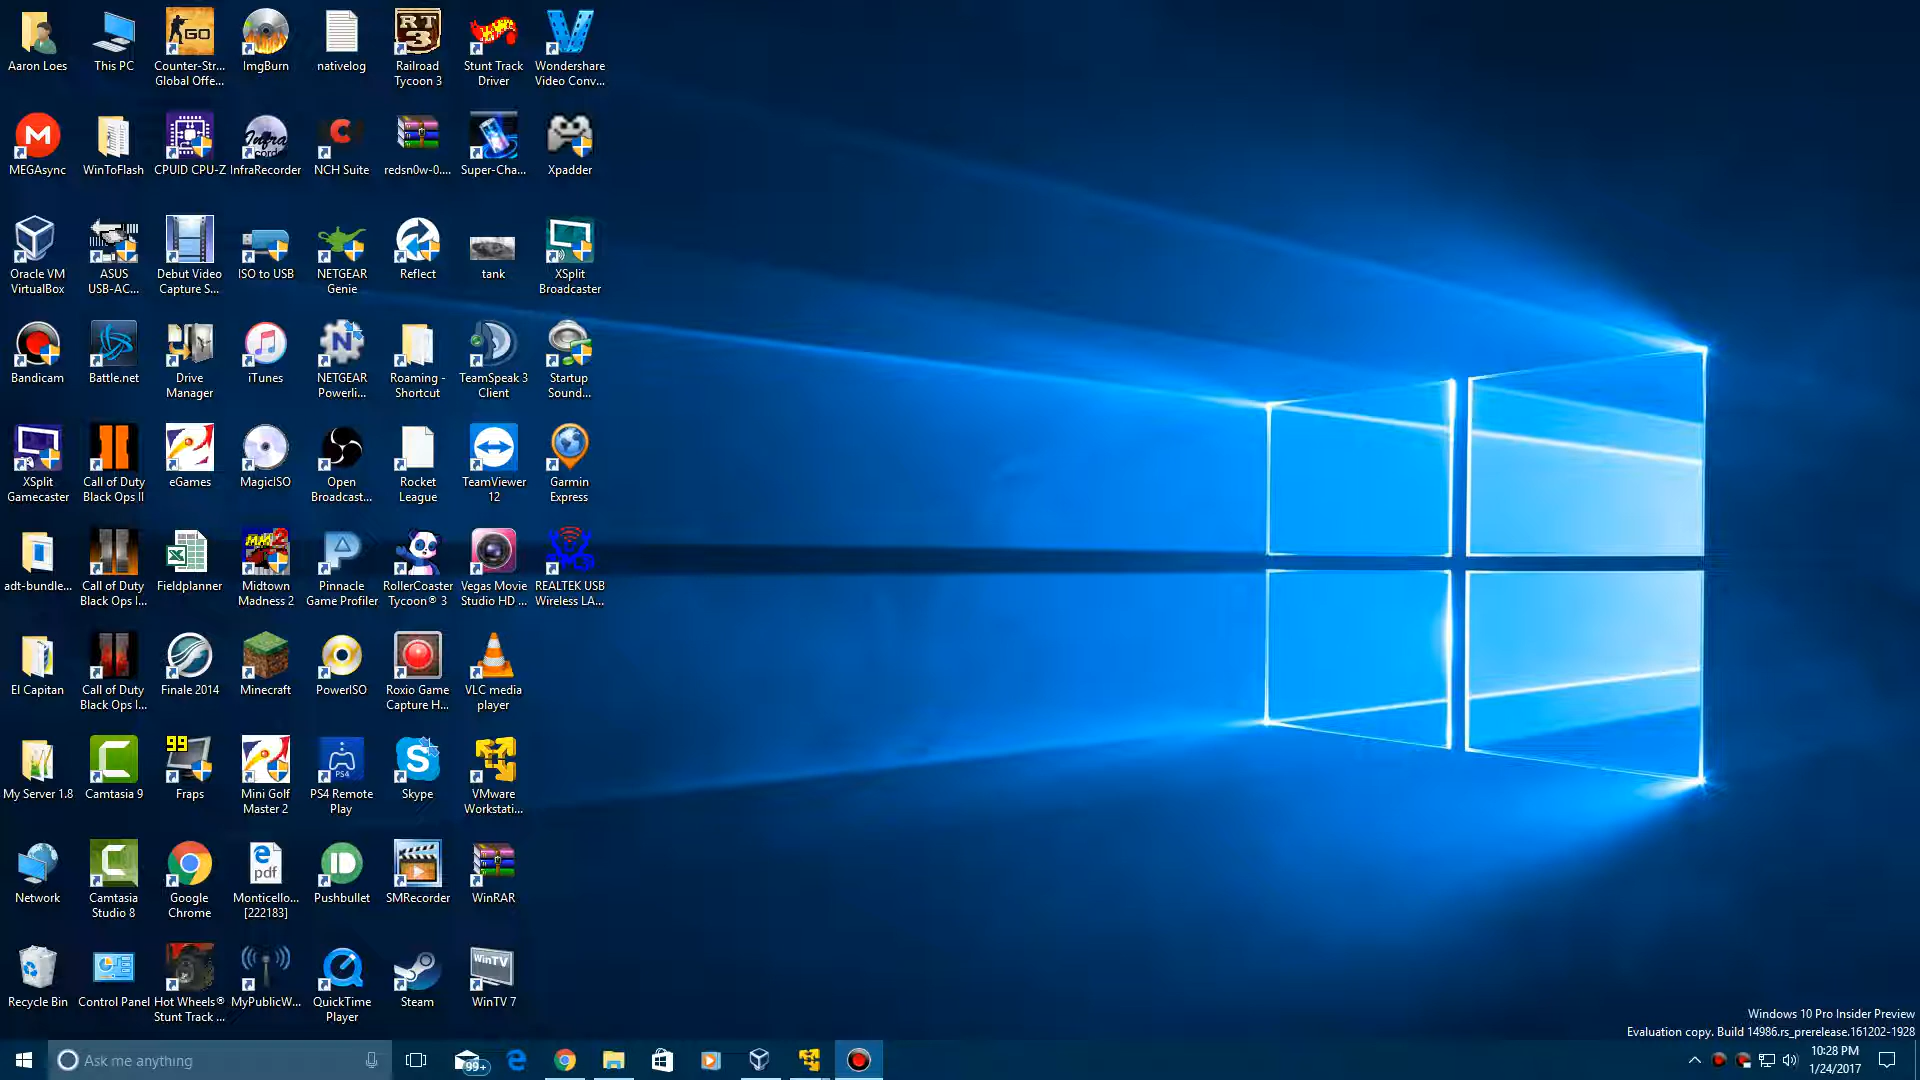 Aaron Loes
This PC
Counter-Str...
Global Offe...
ImgBurn
nativelog
Railroad
Tycoon 3
Stunt Track
Driver
Wondershare
Video Conv...
MEGAsync
WinToFlash
CPUID CPU-Z
InfraRecorder
NCH Suite
redsn0w-0....
Super-Cha...
Xpadder
Oracle VM
VirtualBox
ASUS
USB-AC...
Debut Video
Capture S...
ISO to USB
NETGEAR
Genie
Reflect
tank
XSplit
Broadcaster
Bandicam
Battle.net
Drive
Manager
iTunes
NETGEAR
Powerli...
Roaming -
Shortcut
TeamSpeak 3
Client
Startup
Sound...
XSplit
Gamecaster
Call of Duty
Black Ops II
eGames
MagicISO
Open
Broadcast...
Rocket
League
TeamViewer
12
Garmin
Express
adt-bundle...
Call of Duty
Black Ops I...
Fieldplanner
Midtown
Madness 2
Pinnacle
Game Profiler
RollerCoaster
Tycoon® 3
Vegas Movie
Studio HD ...
REALTEK USB
Wireless LA...
El Capitan
Call of Duty
Black Ops I...
Finale 2014
Minecraft
PowerISO
Roxio Game
Capture H...
VLC media
player
My Server 1.8
Camtasia 9
99
Fraps
Mini Golf
Master 2
PS4
PS4 Remote
Play
Skype
VMware
Workstati...
Network
Camtasia
Studio 8
Google
Chrome
pdf
Monticello...
[222183]
Pushbullet
SMRecorder
WinRAR
Recycle Bin
Control Panel
Hot Wheels®
Stunt Track ...
MyPublicW...
QuickTime
Player
Steam
WinTV
WinTV 7
Windows 10 Pro Insider Preview
Evaluation copy. Build 14986.rs_prerelease.161202-1928
Ask me anything
99+
10:28 PM
1/24/2017